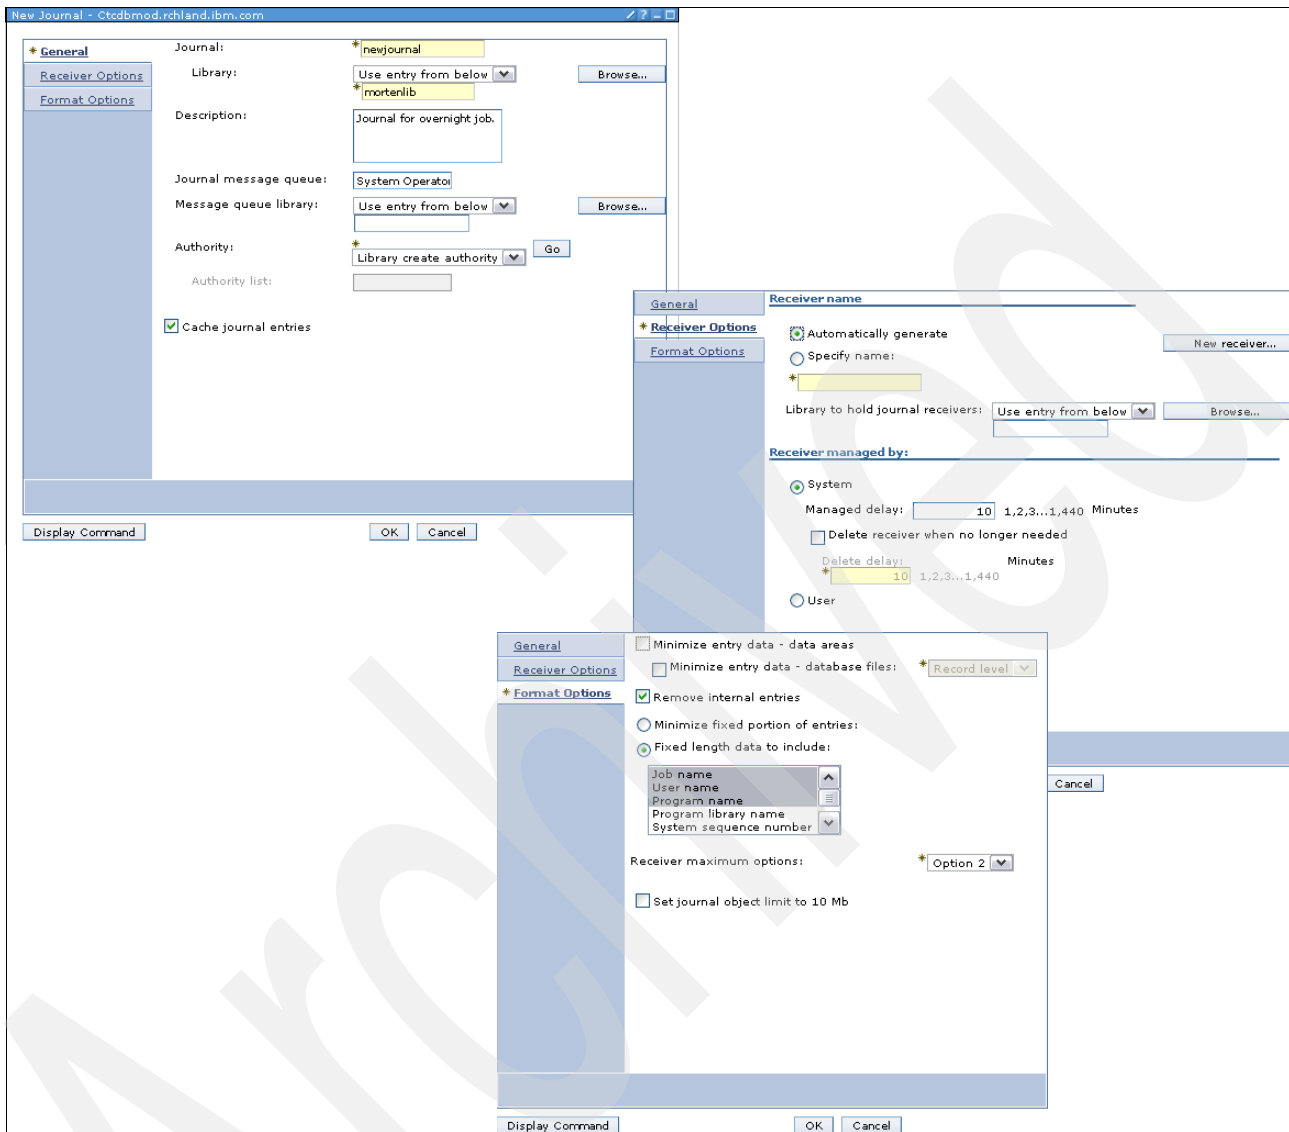 New Journal - Ctcdbmod.rchland.ibm.com
* General
Receiver Options
Format Options
Journal:
* newjournal
Library:
Use entry from below
Browse...
* mortenlib
Description:
Journal for overnight job.
Journal message queue:
System Operator
Message queue library:
Use entry from below
Browse...
Authority:
* Library create authority
Go
Authority list:
Cache journal entries
Display Command
OK
Cancel
General
* Receiver Options
Format Options
Receiver name
Automatically generate
New receiver...
Specify name:
*
Library to hold journal receivers:
Use entry from below
Browse...
Receiver managed by:
System
Managed delay: 10 1,2,3...1,440 Minutes
Delete receiver when no longer needed
Delete delay: Minutes
* 10 1,2,3...1,440
User
Cancel
General
Receiver Options
* Format Options
Minimize entry data - data areas
Minimize entry data - database files: * Record level
Remove internal entries
Minimize fixed portion of entries:
Fixed length data to include:
Job name
User name
Program name
Program library name
System sequence number
Receiver maximum options: * Option 2
Set journal object limit to 10 Mb
Display Command
OK
Cancel
Archived